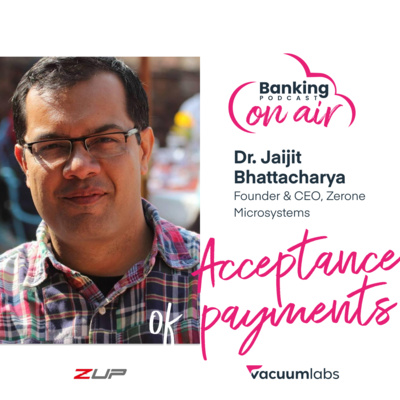 Banking
PODCAST
on air
Dr. Jaijit
Bhattacharya
Founder & CEO, Zerone
Microsystems
Acceptance
of payments
ZUP
vacuumlabs